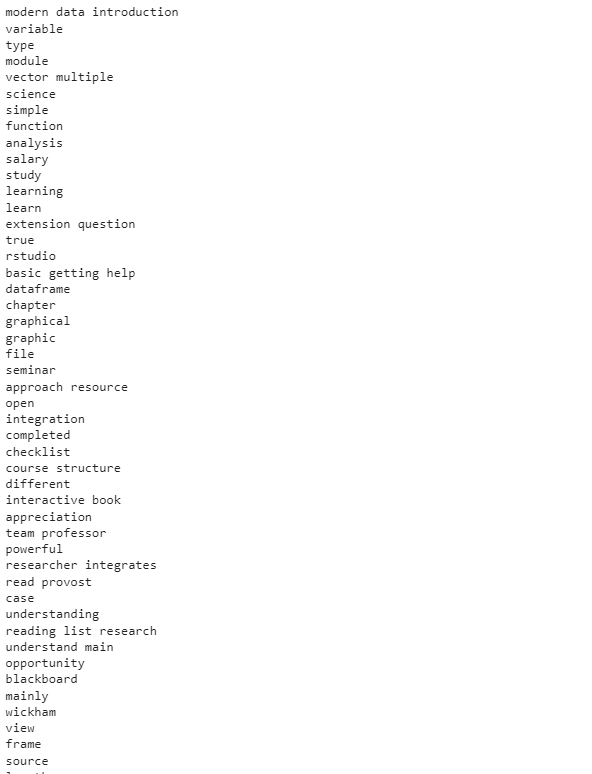 modern data introduction
variable
type
module
vector multiple
science
simple
function
analysis
salary
study
learning
learn
extension question
true
rstudio
basic getting help
dataframe
chapter
graphical
graphic
file
seminar
approach resource
open
integration
completed
checklist
course structure
different
interactive book
appreciation
team professor
powerful
researcher integrates
read provost
case
understanding
reading list research
understand main
opportunity
blackboard
mainly
wickham
view
frame
source